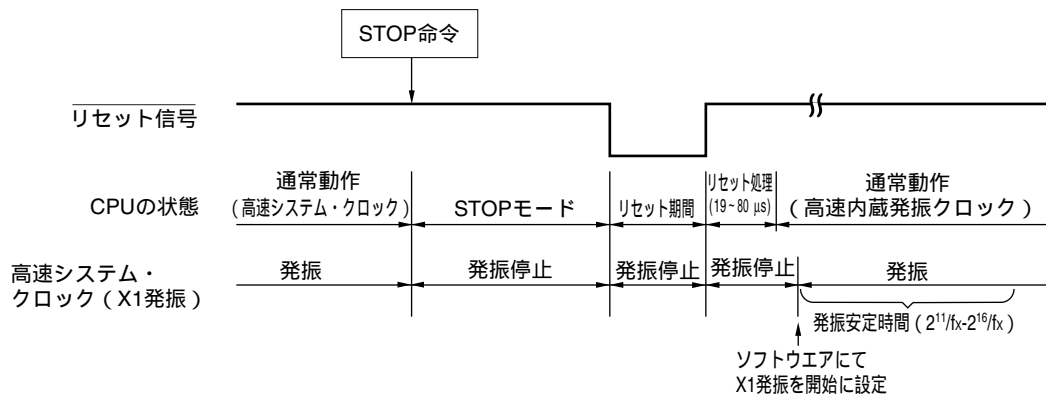 STOP命令
リセット信号
CPUの状態
通常動作
(高速システム・クロック)
STOPモード
リセット期間
リセット処理
(19~80 μs)
通常動作
(高速内蔵発振クロック)
高速システム・
クロック(X1発振)
発振
発振停止
発振停止
発振停止
発振
発振安定時間(2¹¹/fx-2¹⁶/fx)
ソフトウエアにて
X1発振を開始に設定